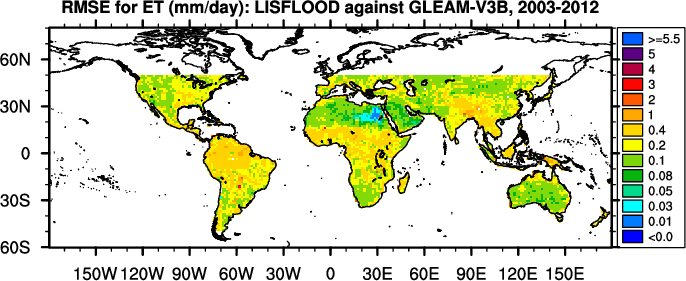 RMSE for ET (mm/day): LISFLOOD against GLEAM-V3B, 2003-2012
>=5.5
5
4
3
2
1
0.4
0.2
0.1
0.08
0.05
0.03
0.01
<0.0
60N
30N
0
30S
60S
150W 120W 90W 60W 30W 0 30E 60E 90E 120E 150E